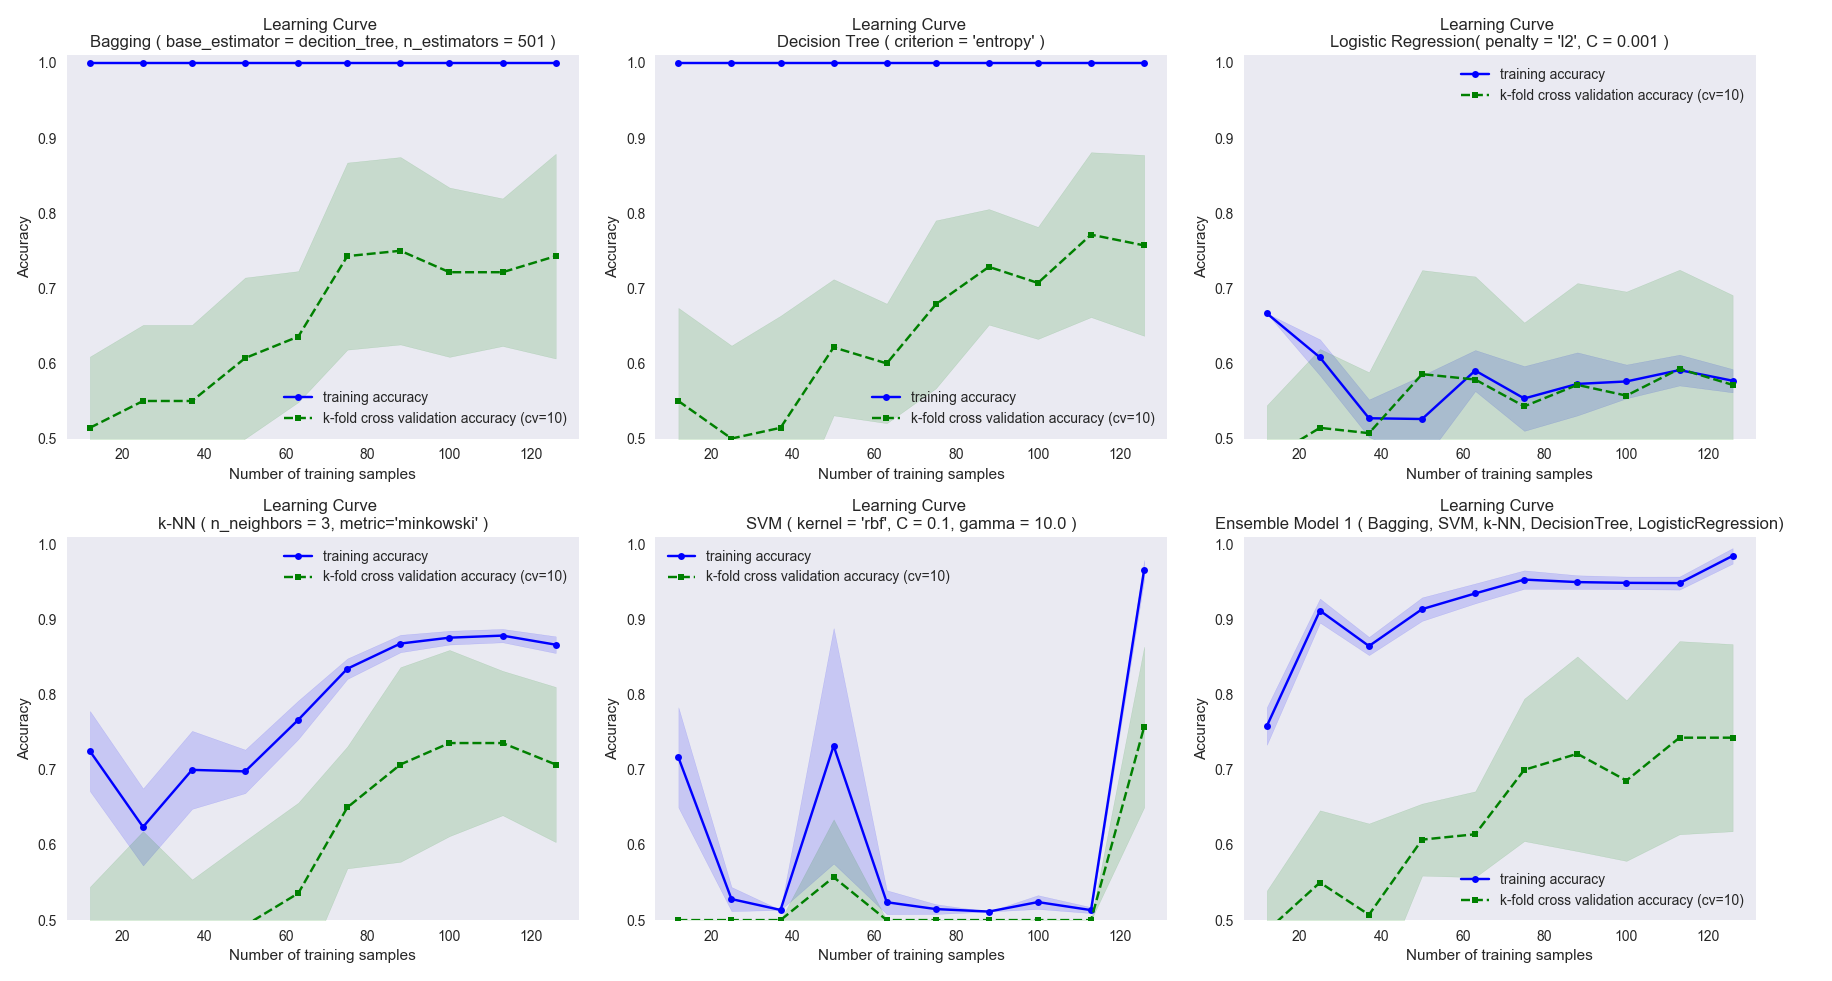 Learning Curve
Bagging ( base_estimator = decition_tree, n_estimators = 501 )
1.0
0.9
0.8
0.7
0.6
0.5
Accuracy
training accuracy
k-fold cross validation accuracy (cv=10)
20 40 60 80 100 120
Number of training samples
Learning Curve
Decision Tree ( criterion = 'entropy' )
1.0
0.9
0.8
0.7
0.6
0.5
Accuracy
training accuracy
k-fold cross validation accuracy (cv=10)
20 40 60 80 100 120
Number of training samples
Learning Curve
Logistic Regression( penalty = 'l2', C = 0.001 )
training accuracy
k-fold cross validation accuracy (cv=10)
1.0
0.9
0.8
0.7
0.6
0.5
Accuracy
20 40 60 80 100 120
Number of training samples
Learning Curve
k-NN ( n_neighbors = 3, metric='minkowski' )
training accuracy
k-fold cross validation accuracy (cv=10)
1.0
0.9
0.8
0.7
0.6
0.5
Accuracy
20 40 60 80 100 120
Number of training samples
Learning Curve
SVM ( kernel = 'rbf', C = 0.1, gamma = 10.0 )
training accuracy
k-fold cross validation accuracy (cv=10)
1.0
0.9
0.8
0.7
0.6
0.5
Accuracy
20 40 60 80 100 120
Number of training samples
Learning Curve
Ensemble Model 1 ( Bagging, SVM, k-NN, DecisionTree, LogisticRegression)
1.0
0.9
0.8
0.7
0.6
0.5
Accuracy
training accuracy
k-fold cross validation accuracy (cv=10)
20 40 60 80 100 120
Number of training samples